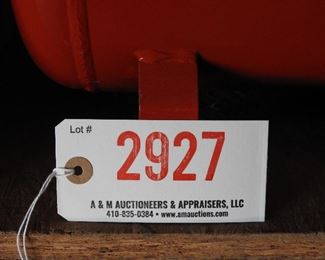 Lot #
2927
A & M AUCTIONEERS & APPRAISERS, LLC
410-835-0384 • www.amauctions.com